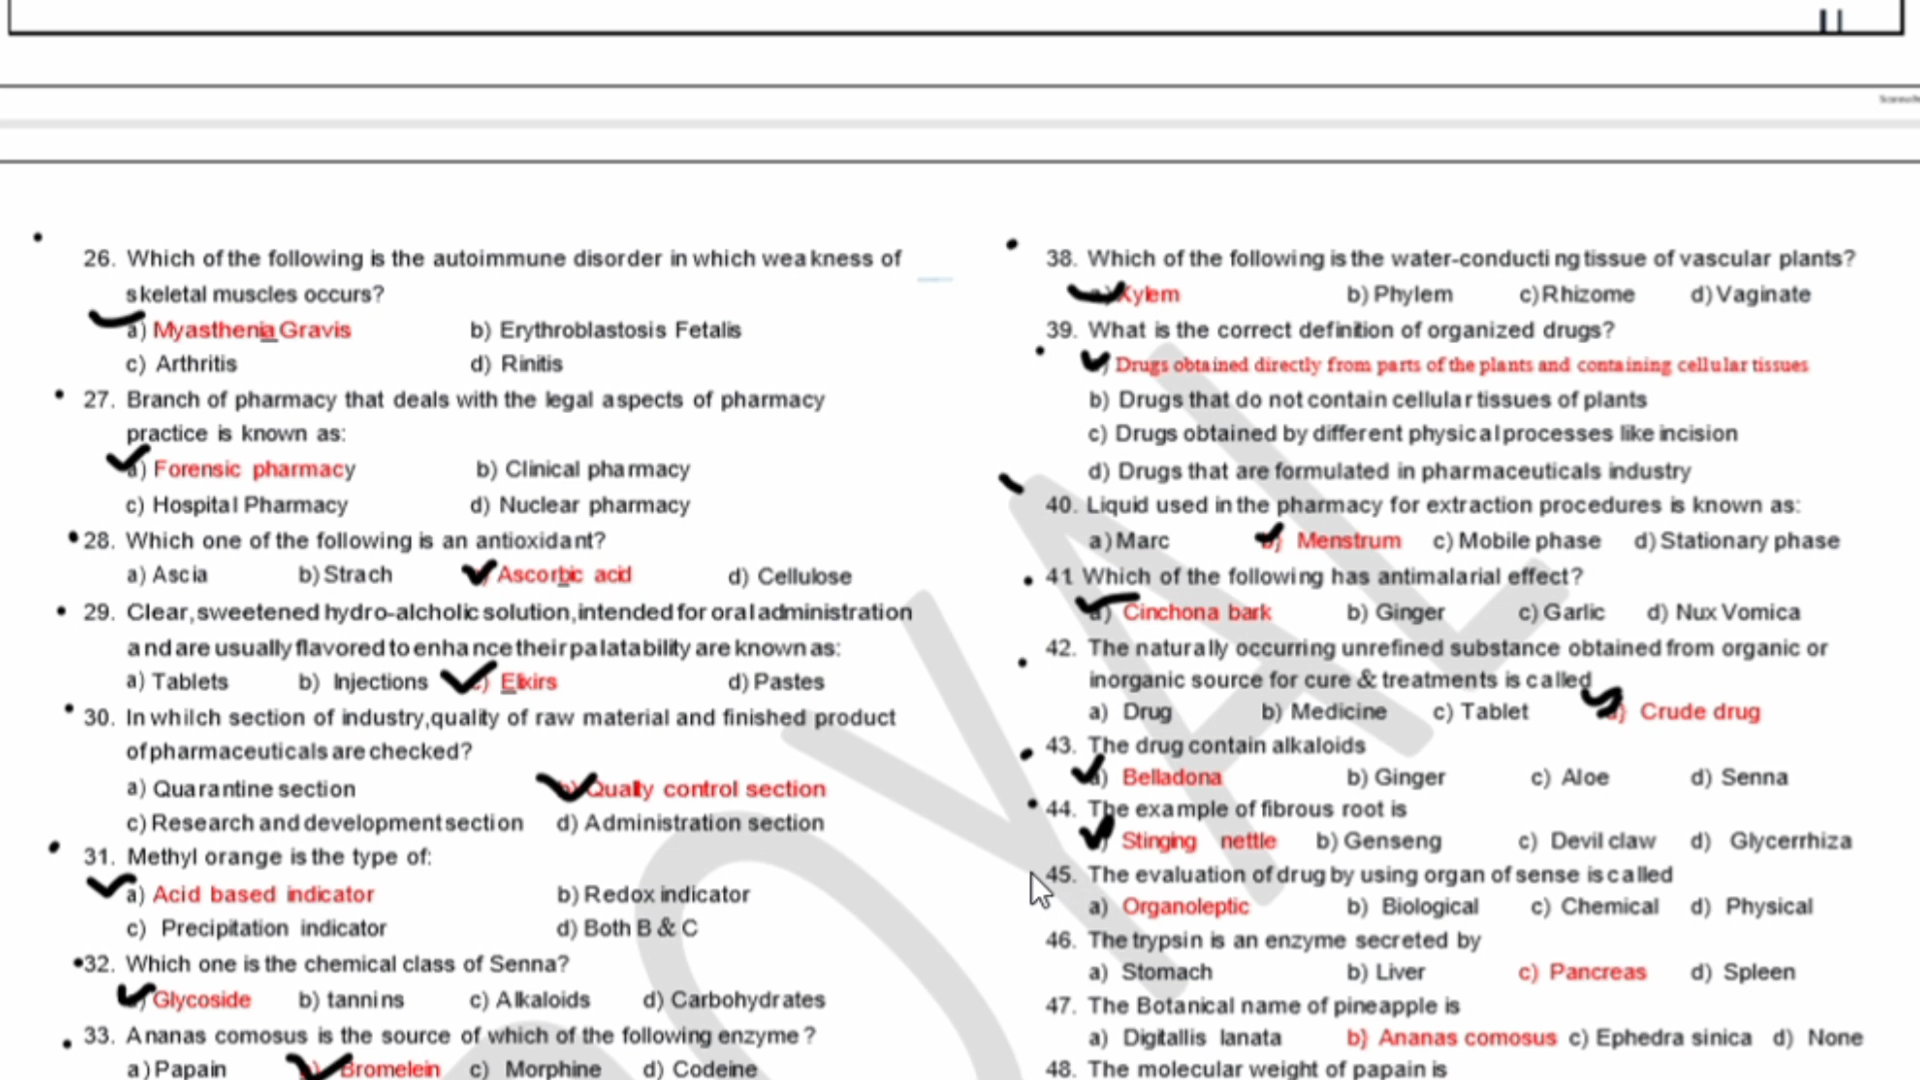 26. Which of the following is the autoimmune disorder in which weakness of
skeletal muscles occurs?
a) Myasthenia Gravis b) Erythroblastosis Fetalis
c) Arthritis d) Rinitis
27. Branch of pharmacy that deals with the legal aspects of pharmacy
practice is known as:
a) Forensic pharmacy b) Clinical pharmacy
c) Hospital Pharmacy d) Nuclear pharmacy
28. Which one of the following is an antioxidant?
a) Ascia b) Strach Ascorbic acid d) Cellulose
29. Clear, sweetened hydro-alcholic solution, intended for oral administration
and are usually flavored to enhance their palatability are known as:
a) Tablets b) Injections c) Elixirs d) Pastes
30. In whilch section of industry, quality of raw material and finished product
of pharmaceuticals are checked?
a) Quarantine section b) Qualty control section
c) Research and development section d) Administration section
31. Methyl orange is the type of:
a) Acid based indicator b) Redox indicator
c) Precipitation indicator d) Both B & C
32. Which one is the chemical class of Senna?
Glycoside b) tannins c) Alkaloids d) Carbohydrates
33. Ananas comosus is the source of which of the following enzyme?
a) Papain Bromelein c) Morphine d) Codeine
38. Which of the following is the water-conducting tissue of vascular plants?
a) Xylem b) Phylem c) Rhizome d) Vaginate
39. What is the correct definition of organized drugs?
Drugs obtained directly from parts of the plants and containing cellular tissues
b) Drugs that do not contain cellular tissues of plants
c) Drugs obtained by different physical processes like incision
d) Drugs that are formulated in pharmaceuticals industry
40. Liquid used in the pharmacy for extraction procedures is known as:
a) Marc b) Menstrum c) Mobile phase d) Stationary phase
41 Which of the following has antimalarial effect?
a) Cinchona bark b) Ginger c) Garlic d) Nux Vomica
42. The naturally occurring unrefined substance obtained from organic or
inorganic source for cure & treatments is called
a) Drug b) Medicine c) Tablet d) Crude drug
43. The drug contain alkaloids
a) Belladona b) Ginger c) Aloe d) Senna
44. The example of fibrous root is
Stinging nettle b) Genseng c) Devil claw d) Glycerrhiza
45. The evaluation of drug by using organ of sense is called
a) Organoleptic b) Biological c) Chemical d) Physical
46. The trypsin is an enzyme secreted by
a) Stomach b) Liver c) Pancreas d) Spleen
47. The Botanical name of pineapple is
a) Digitallis lanata b) Ananas comosus c) Ephedra sinica d) None
48. The molecular weight of papain is